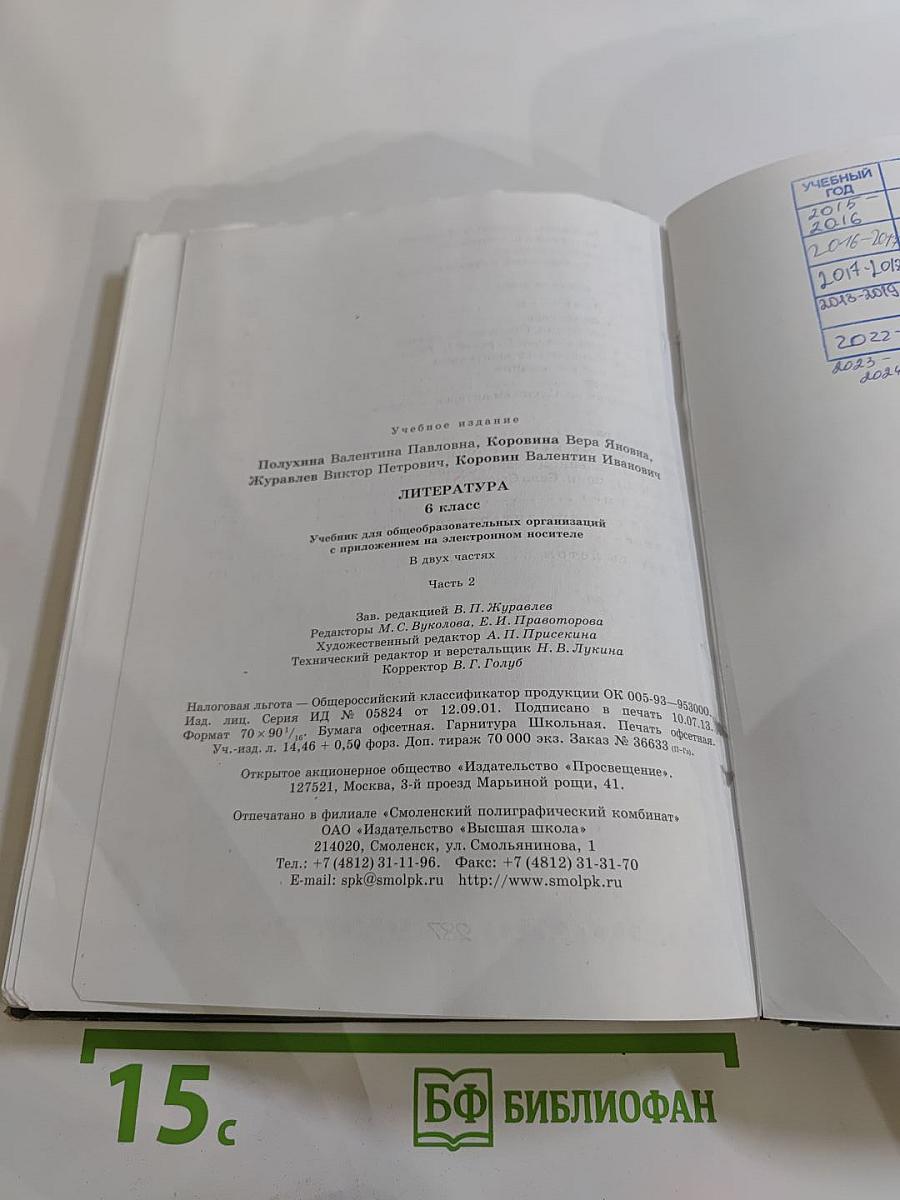 Учебное издание
Полухина Валентина Павловна, Коровина Вера Яновна,
Журавлев Виктор Петрович, Коровин Валентин Иванович
ЛИТЕРАТУРА
6 класс
Учебник для общеобразовательных организаций
с приложением на электронном носителе
В двух частях
Часть 2
Зав. редакцией В. П. Журавлев
Редакторы М. С. Вуколова, Е. И. Правоторова
Художественный редактор А. П. Присекина
Технический редактор и верстальщик Н. В. Лукина
Корректор В. Г. Голуб
Налоговая льгота — Общероссийский классификатор продукции ОК 005-93—953000.
Изд. лиц. Серия ИД № 05824 от 12.09.01. Подписано в печать 10.07.13.
Формат 70×90 1/16. Бумага офсетная. Гарнитура Школьная. Печать офсетная.
Уч.-изд. л. 14,46 + 0,50 форз. Доп. тираж 70 000 экз. Заказ № 36633 (П-Гз).
Открытое акционерное общество «Издательство «Просвещение».
127521, Москва, 3-й проезд Марьиной рощи, 41.
Отпечатано в филиале «Смоленский полиграфический комбинат»
ОАО «Издательство «Высшая школа»
214020, Смоленск, ул. Смольянинова, 1
Тел.: +7 (4812) 31-11-96. Факс: +7 (4812) 31-31-70
E-mail: spk@smolpk.ru http://www.smolpk.ru
УЧЕБНЫЙ
ГОД
2015 –
2016
2016-2017
2017-2018
2018-2019
2022-
2023 –
2024
15 с
БФ БИБЛИОФАН